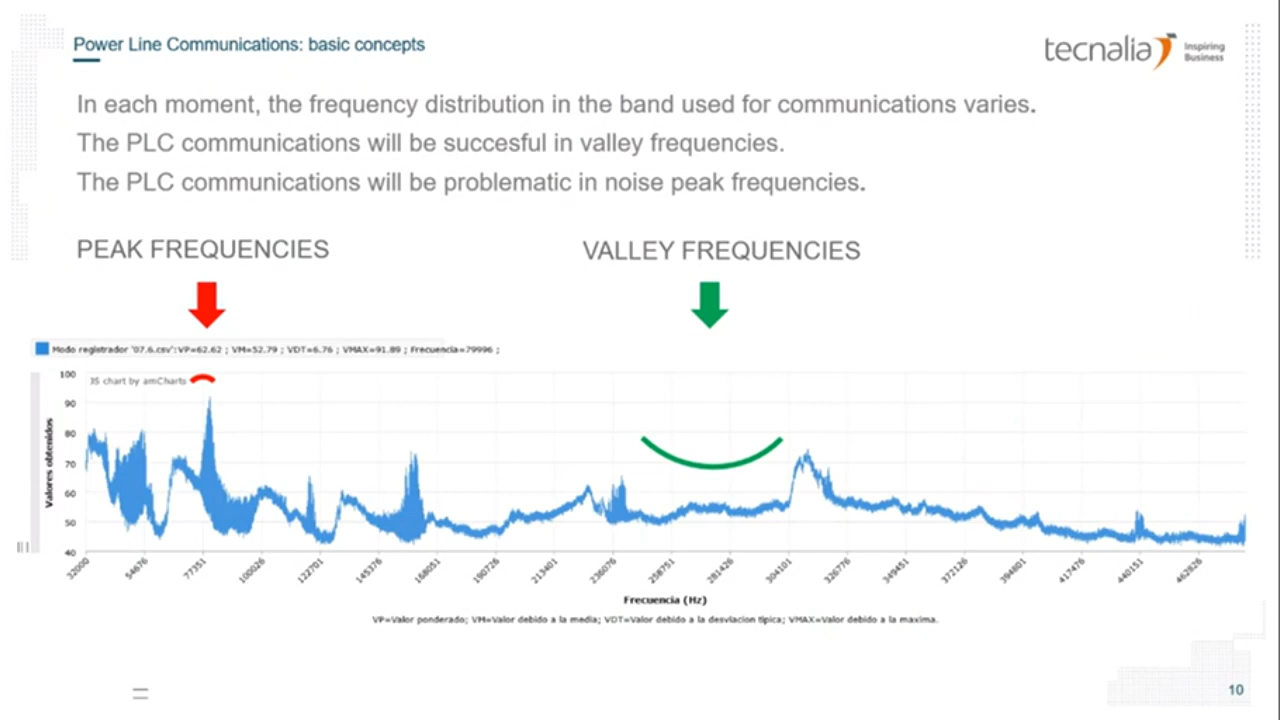 Power Line Communications: basic concepts
tecnalia Inspiring Business
In each moment, the frequency distribution in the band used for communications varies.
The PLC communications will be succesful in valley frequencies.
The PLC communications will be problematic in noise peak frequencies.
PEAK FREQUENCIES
VALLEY FREQUENCIES
Modo registrador '07.6.csv':VP=62.62 ; VM=52.79 ; VDT=6.76 ; VMAX=91.89 ; Frecuencia=79996 ;
JS chart by amCharts
Valores obtenidos
100
90
80
70
60
50
40
32000 54676 77351 100026 122701 145376 168051 190726 213401 236076 258751 281426 304101 326776 349451 372126 394801 417476 440151 462826
Frecuencia (Hz)
VP=Valor ponderado; VM=Valor debido a la media; VDT=Valor debido a la desviacion tipica; VMAX=Valor debido a la maxima.
10